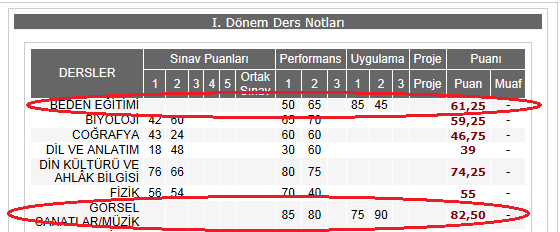 I. Dönem Ders Notları
DERSLER Sınav Puanları Performans Uygulama Proje Puanı
1 2 3 4 5 Ortak Sınav 1 2 3 1 2 3 Proje Puan Muaf
BEDEN EĞİTİMİ 50 65 85 45 61,25 -
BİYOLOJİ 42 60 65 70 59,25 -
COĞRAFYA 43 24 60 60 46,75 -
DİL VE ANLATIM 18 48 30 60 39 -
DİN KÜLTÜRÜ VE
AHLÂK BİLGİSİ 76 66 80 75 74,25 -
FİZİK 56 54 70 40 55 -
GÖRSEL
SANATLAR/MÜZİK 85 80 75 90 82,50 -